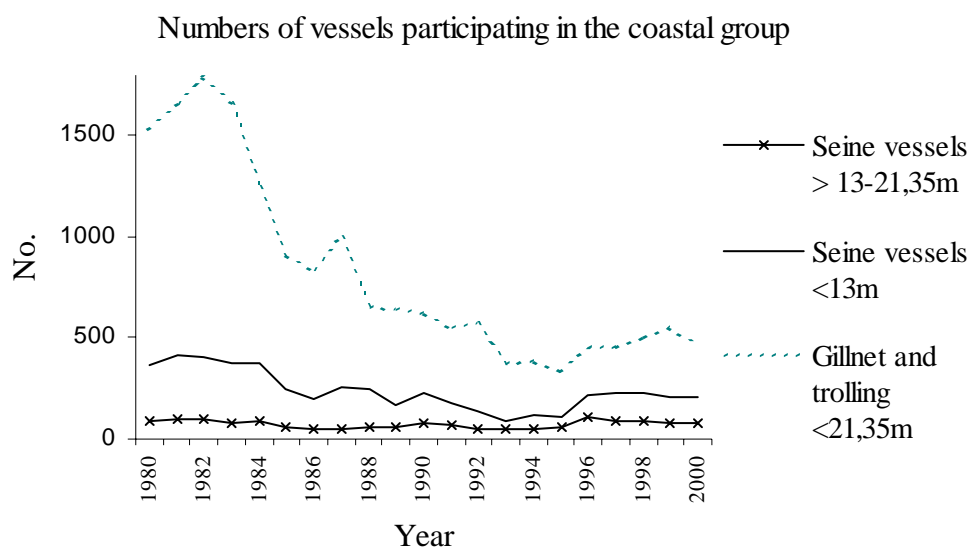 Numbers of vessels participating in the coastal group
No.
1500
1000
500
0
1980
1982
1984
1986
1988
1990
1992
1994
1996
1998
2000
Year
Seine vessels
> 13-21,35m
Seine vessels
<13m
Gillnet and
trolling
<21,35m